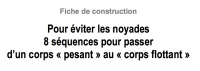 Fiche de construction
Pour éviter les noyades
8 séquences pour passer
d'un corps « pesant » au « corps flottant »